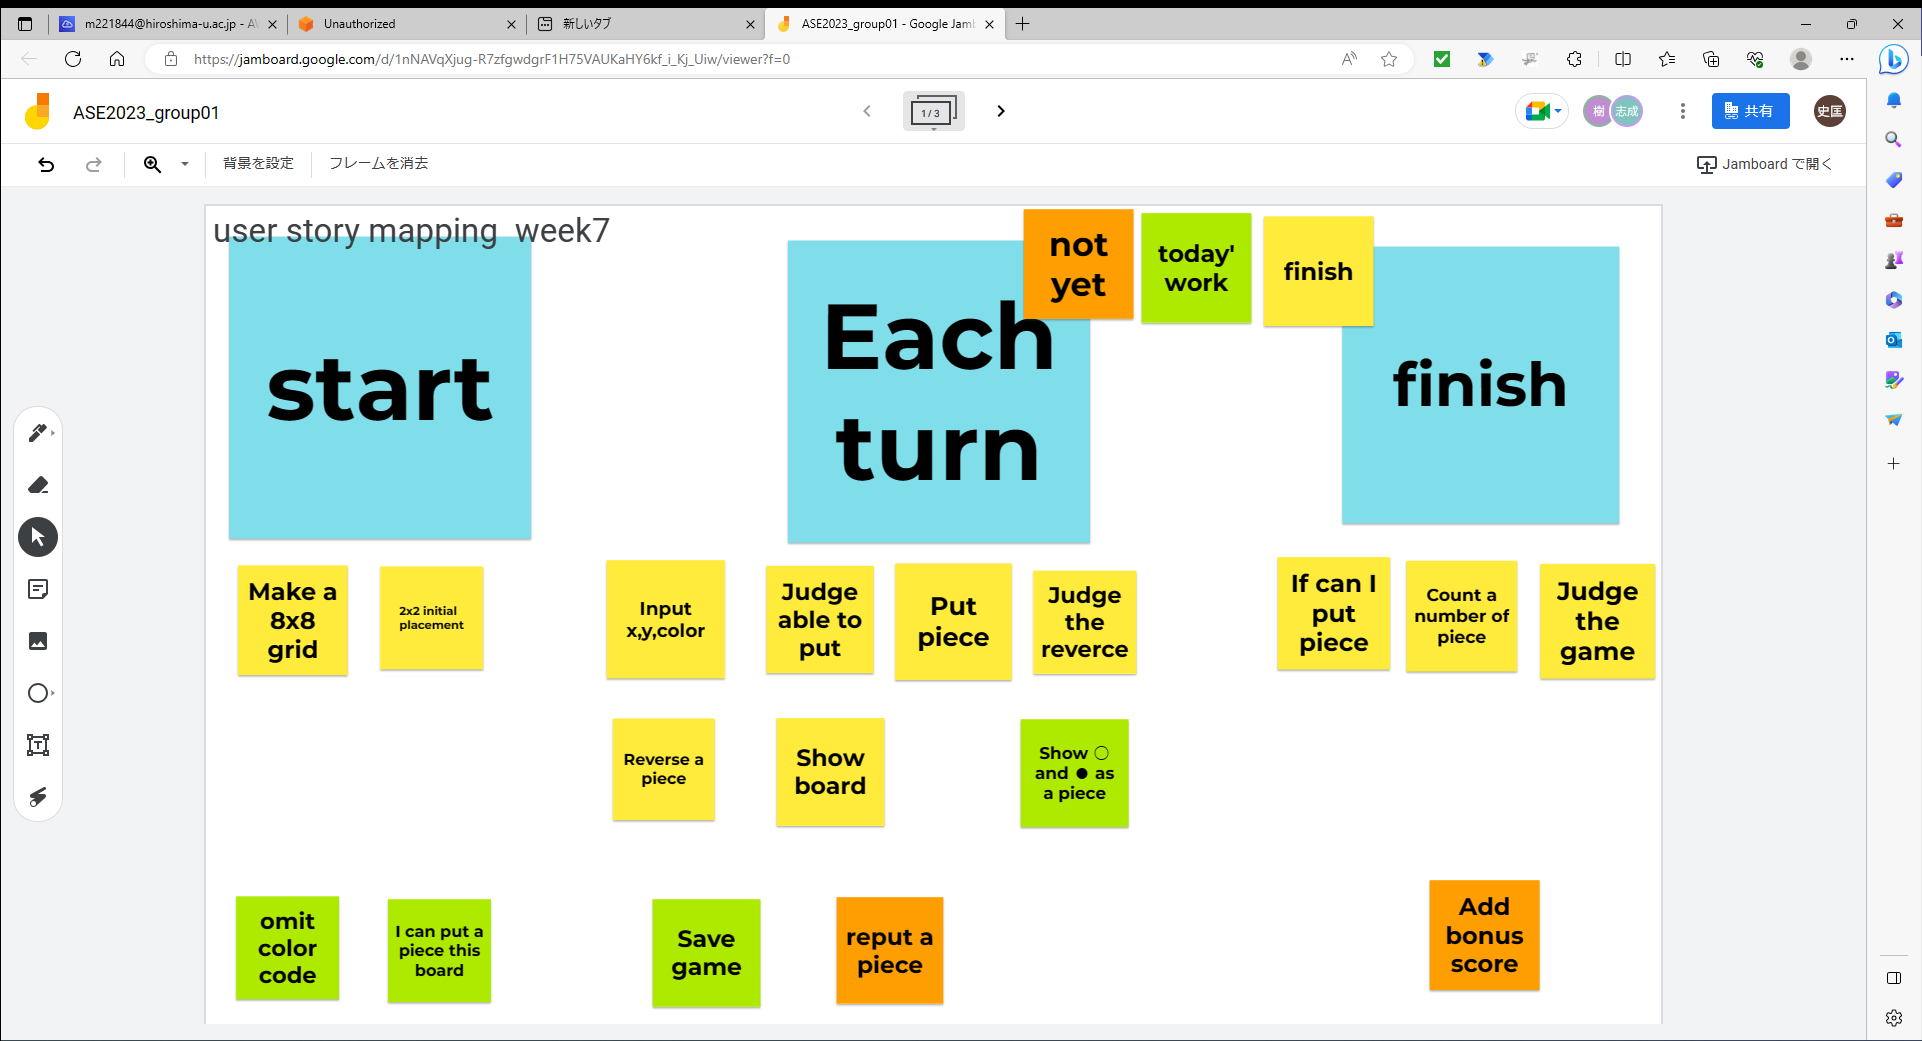 m221844@hiroshima-u.ac.jp - A
Unauthorized
新しいタブ
ASE2023_group01 - Google Jam
https://jamboard.google.com/d/1nNAVqXjug-R7zfgwdgrF1H75VAUKaHY6kf_i_Kj_Uiw/viewer?f=0
ASE2023_group01
1 / 3
樹
志成
共有
史匡
背景を設定
フレームを消去
Jamboard で開く
user story mapping week7
start
Each
turn
not
yet
today'
work
finish
finish
Make a
8x8
grid
2x2 initial
placement
Input
x,y,color
Judge
able to
put
Put
piece
Judge
the
reverce
If can I
put
piece
Count a
number of
piece
Judge
the
game
Reverse a
piece
Show
board
Show ○
and ● as
a piece
omit
color
code
I can put a
piece this
board
Save
game
reput a
piece
Add
bonus
score